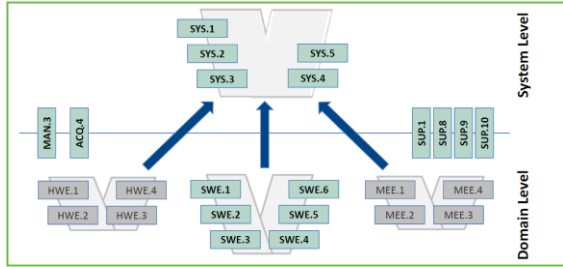 SYS.1
SYS.2
SYS.3
SYS.5
SYS.4
System Level
MAN.3
ACQ.4
SUP.1
SUP.8
SUP.9
SUP.10
HWE.1
HWE.2
HWE.4
HWE.3
SWE.1
SWE.2
SWE.3
SWE.6
SWE.5
SWE.4
MEE.1
MEE.2
MEE.4
MEE.3
Domain Level